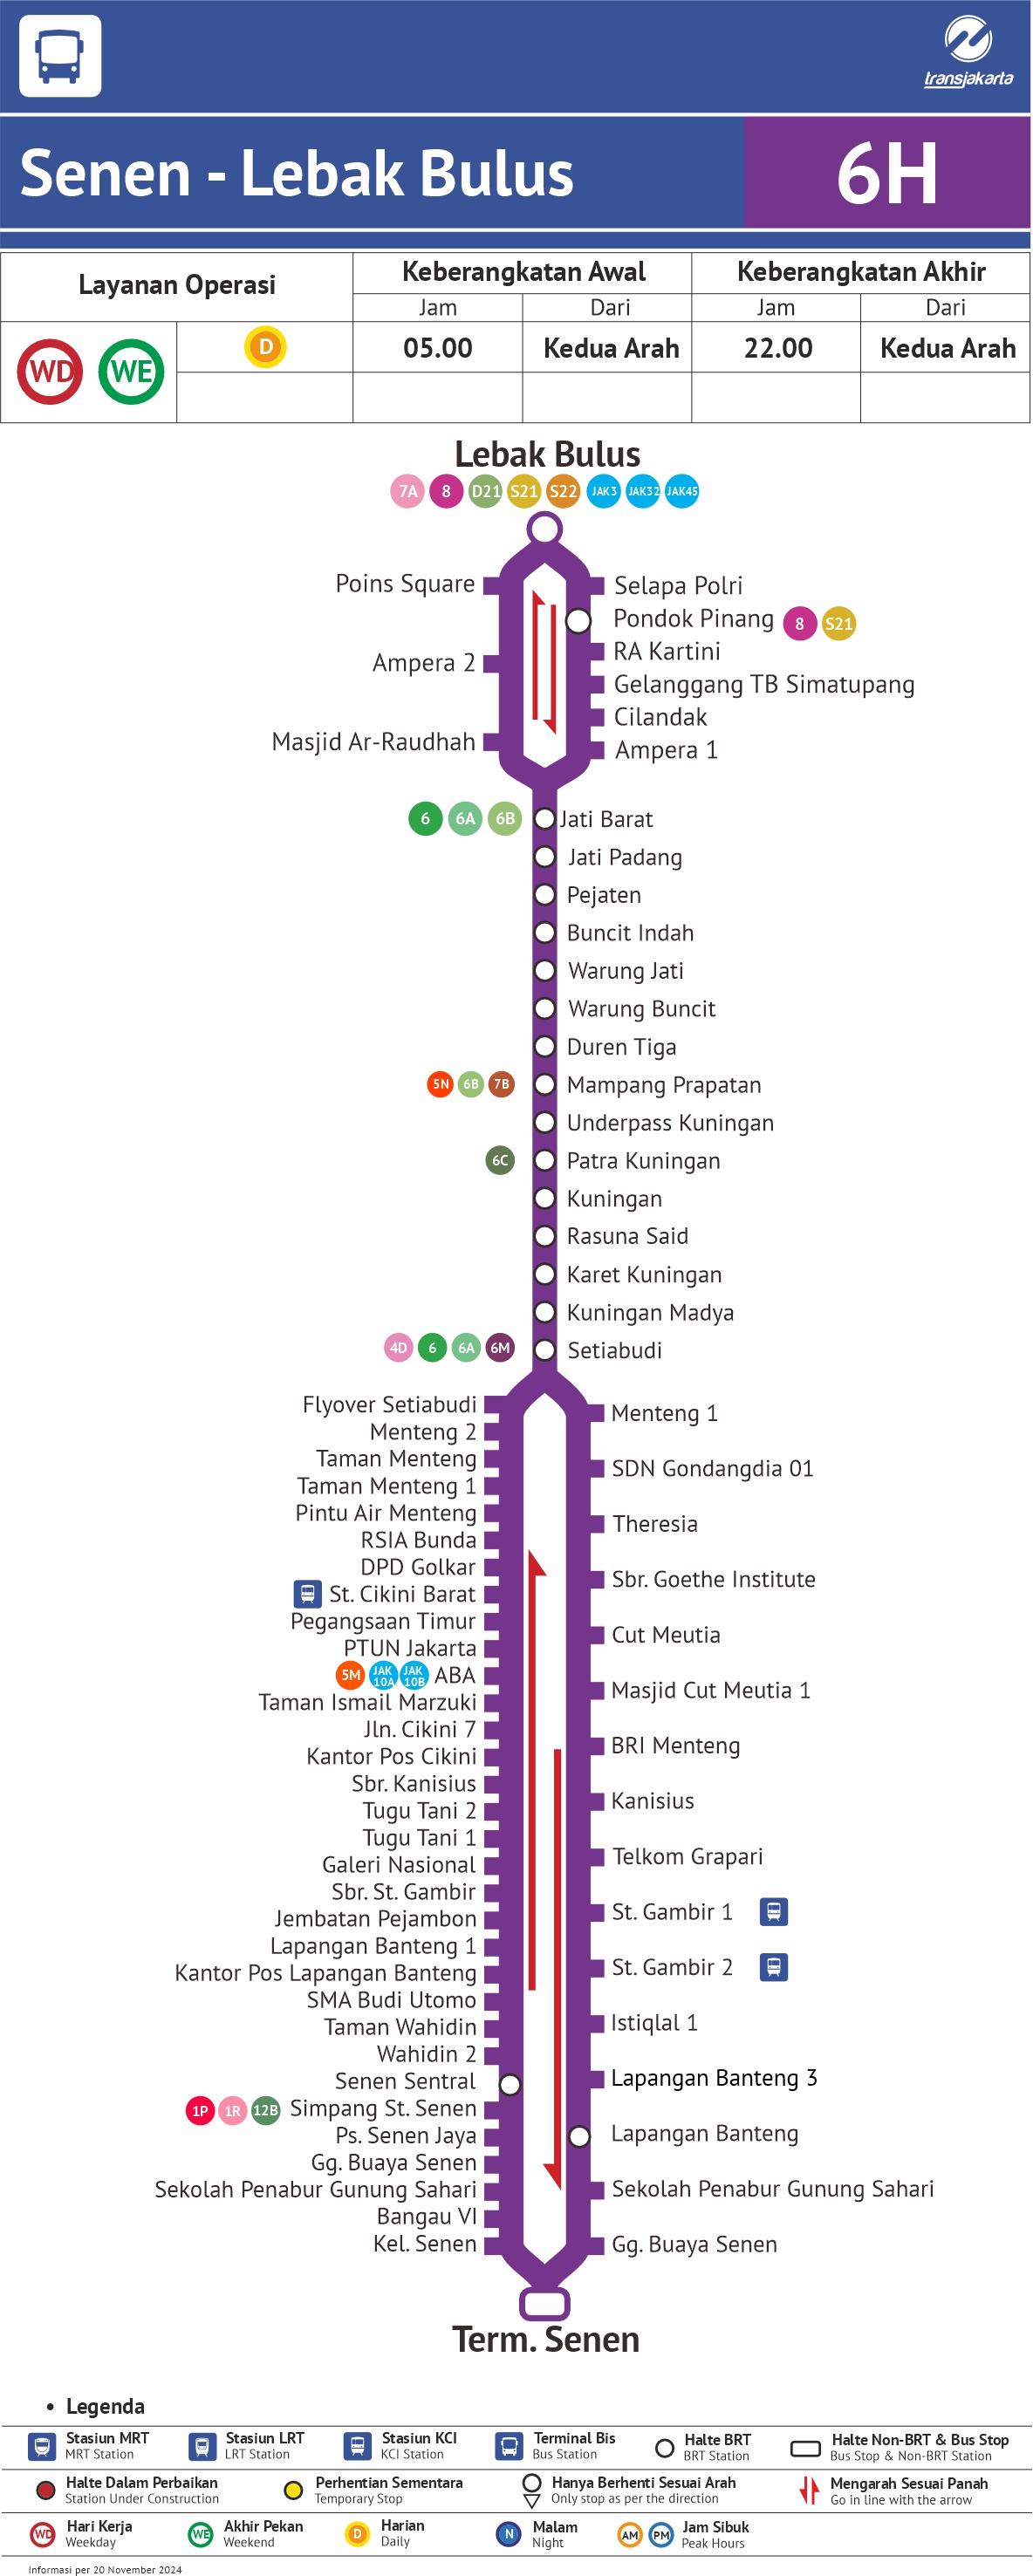 transjakarta
Senen - Lebak Bulus
6H
Layanan Operasi
Keberangkatan Awal
Keberangkatan Akhir
Jam
Dari
Jam
Dari
WD
WE
D
05.00
Kedua Arah
22.00
Kedua Arah
Lebak Bulus
7A 8 D21 S21 S22 JAK3 JAK32 JAK45
Poins Square
Ampera 2
Masjid Ar-Raudhah
Selapa Polri
Pondok Pinang 8 S21
RA Kartini
Gelanggang TB Simatupang
Cilandak
Ampera 1
6 6A 6B Jati Barat
Jati Padang
Pejaten
Buncit Indah
Warung Jati
Warung Buncit
Duren Tiga
5N 6B 7B Mampang Prapatan
Underpass Kuningan
6C Patra Kuningan
Kuningan
Rasuna Said
Karet Kuningan
Kuningan Madya
4D 6 6A 6M Setiabudi
Flyover Setiabudi
Menteng 2
Taman Menteng
Taman Menteng 1
Pintu Air Menteng
RSIA Bunda
DPD Golkar
St. Cikini Barat
Pegangsaan Timur
PTUN Jakarta
5M JAK 10A JAK 10B ABA
Taman Ismail Marzuki
Jln. Cikini 7
Kantor Pos Cikini
Sbr. Kanisius
Tugu Tani 2
Tugu Tani 1
Galeri Nasional
Sbr. St. Gambir
Jembatan Pejambon
Lapangan Banteng 1
Kantor Pos Lapangan Banteng
SMA Budi Utomo
Taman Wahidin
Wahidin 2
Senen Sentral
1P 1R 12B Simpang St. Senen
Ps. Senen Jaya
Gg. Buaya Senen
Sekolah Penabur Gunung Sahari
Bangau VI
Kel. Senen
Menteng 1
SDN Gondangdia 01
Theresia
Sbr. Goethe Institute
Cut Meutia
Masjid Cut Meutia 1
BRI Menteng
Kanisius
Telkom Grapari
St. Gambir 1
St. Gambir 2
Istiqlal 1
Lapangan Banteng 3
Lapangan Banteng
Sekolah Penabur Gunung Sahari
Gg. Buaya Senen
Term. Senen
• Legenda
Stasiun MRT
MRT Station
Stasiun LRT
LRT Station
Stasiun KCI
KCI Station
Terminal Bis
Bus Station
Halte BRT
BRT Station
Halte Non-BRT & Bus Stop
Bus Stop & Non-BRT Station
Halte Dalam Perbaikan
Station Under Construction
Perhentian Sementara
Temporary Stop
Hanya Berhenti Sesuai Arah
Only stop as per the direction
Mengarah Sesuai Panah
Go in line with the arrow
WD Hari Kerja
Weekday
WE Akhir Pekan
Weekend
D Harian
Daily
N Malam
Night
AM PM Jam Sibuk
Peak Hours
Informasi per 20 November 2024